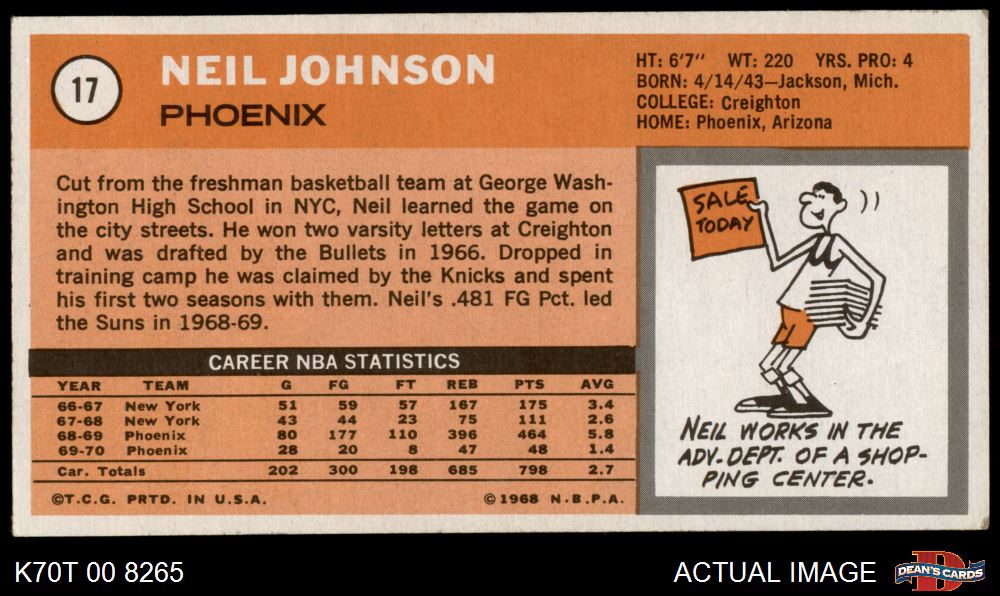 17
NEIL JOHNSON
PHOENIX
HT: 6'7" WT: 220 YRS. PRO: 4
BORN: 4/14/43—Jackson, Mich.
COLLEGE: Creighton
HOME: Phoenix, Arizona
Cut from the freshman basketball team at George Wash-
ington High School in NYC, Neil learned the game on
the city streets. He won two varsity letters at Creighton
and was drafted by the Bullets in 1966. Dropped in
training camp he was claimed by the Knicks and spent
his first two seasons with them. Neil's .481 FG Pct. led
the Suns in 1968-69.
SALE
TODAY
NEIL WORKS IN THE
ADV. DEPT. OF A SHOP-
PING CENTER.
CAREER NBA STATISTICS
YEAR TEAM G FG FT REB PTS AVG
66-67 New York 51 59 57 167 175 3.4
67-68 New York 43 44 23 75 111 2.6
68-69 Phoenix 80 177 110 396 464 5.8
69-70 Phoenix 28 20 8 47 48 1.4
Car. Totals 202 300 198 685 798 2.7
©T.C.G. PRTD. IN U.S.A. ©1968 N.B.P.A.
K70T 00 8265
ACTUAL IMAGE
DEAN'S CARDS